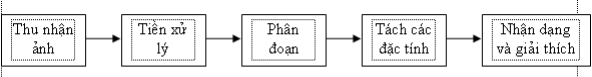 Thu nhận
ảnh
Tiền xử
lý
Phân
đoạn
Tách các
đặc tính
Nhận dạng
và giải thích